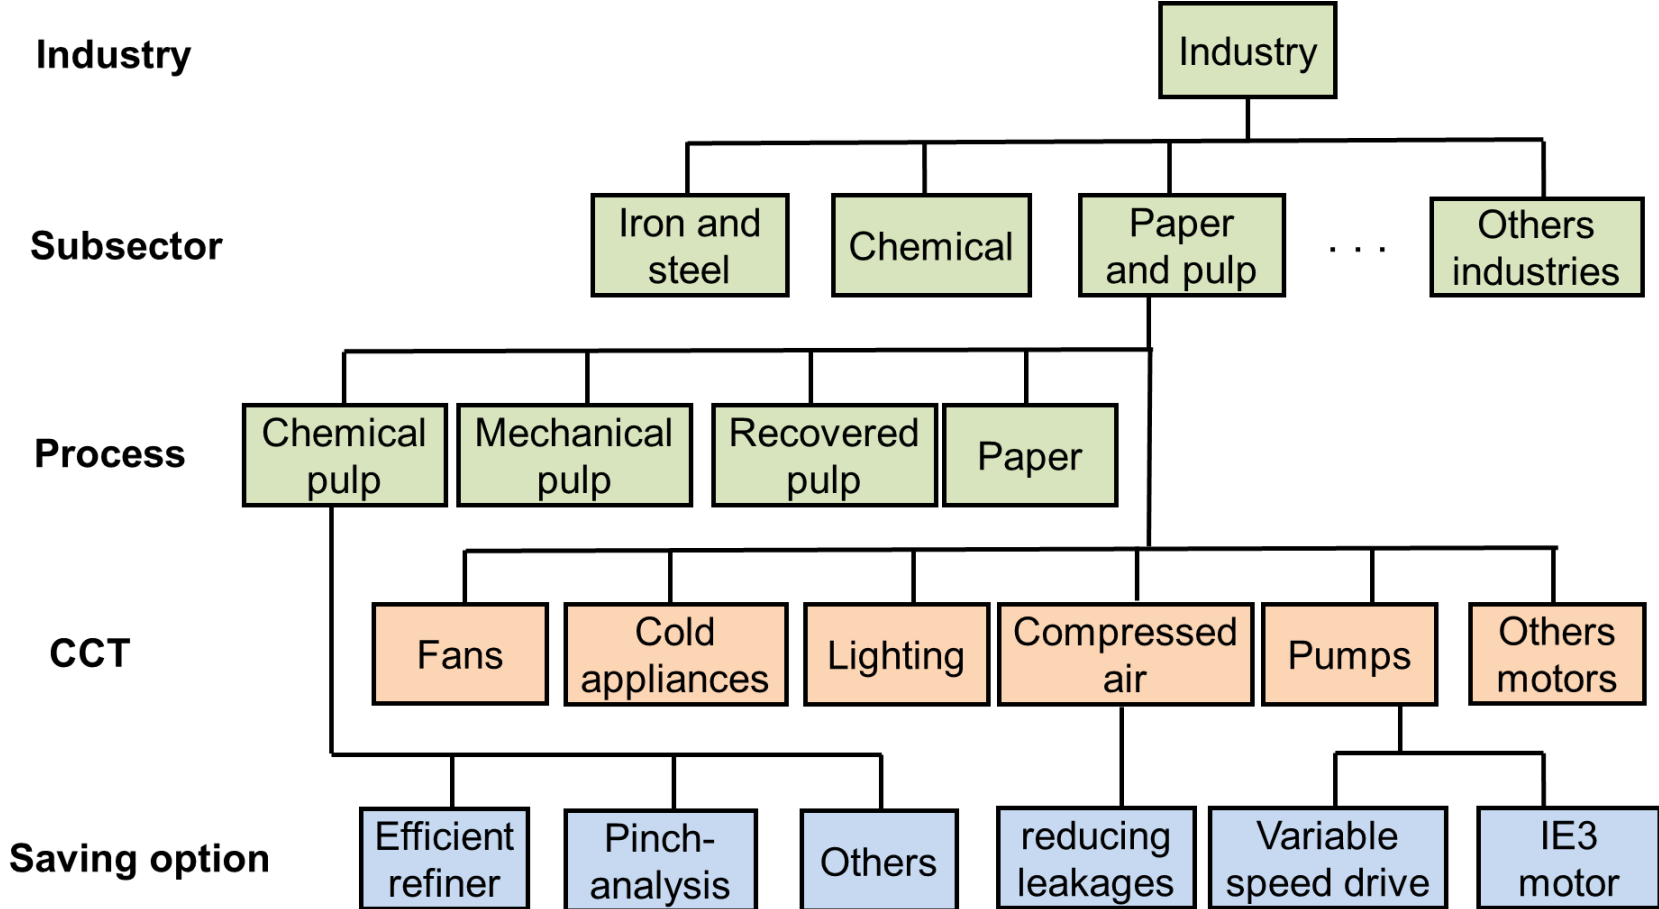 Industry
Industry
Subsector
Iron and
steel
Chemical
Paper
and pulp
. . .
Others
industries
Process
Chemical
pulp
Mechanical
pulp
Recovered
pulp
Paper
CCT
Fans
Cold
appliances
Lighting
Compressed
air
Pumps
Others
motors
Saving option
Efficient
refiner
Pinch-
analysis
Others
reducing
leakages
Variable
speed drive
IE3
motor